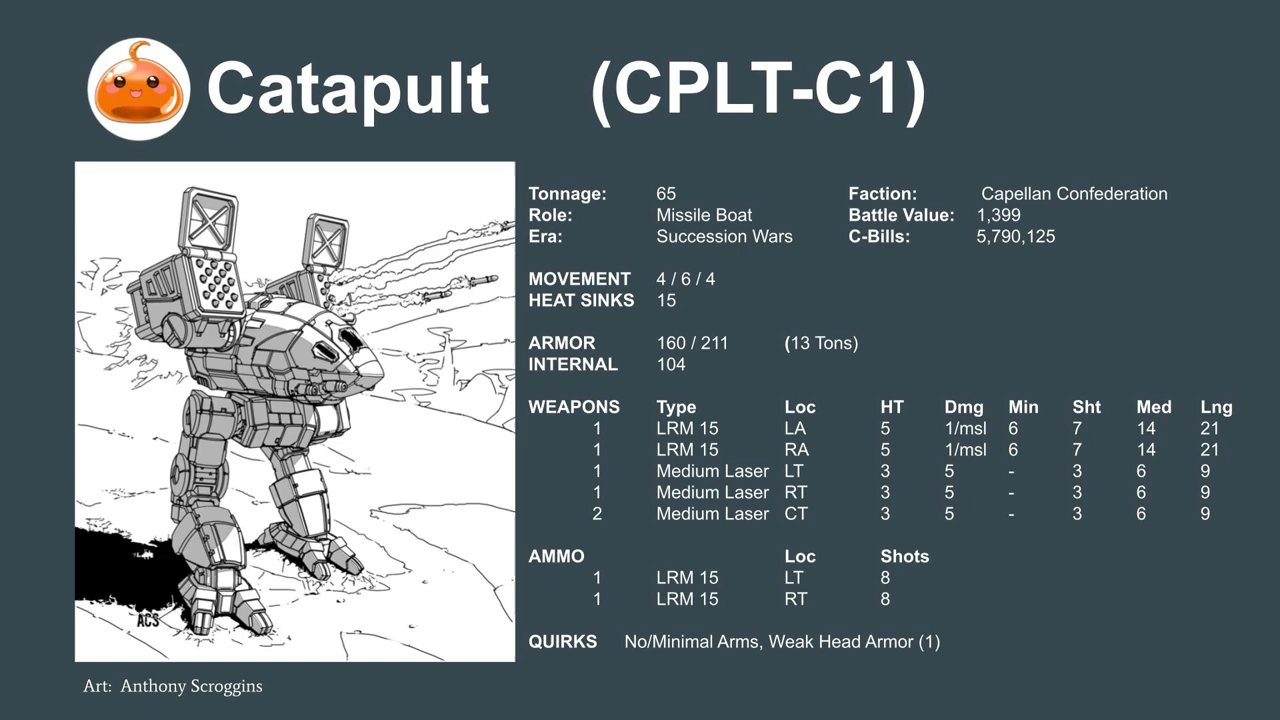 Catapult (CPLT-C1)
Tonnage: 65 Faction: Capellan Confederation
Role: Missile Boat Battle Value: 1,399
Era: Succession Wars C-Bills: 5,790,125
MOVEMENT 4 / 6 / 4
HEAT SINKS 15
ARMOR 160 / 211 (13 Tons)
INTERNAL 104
WEAPONS Type Loc HT Dmg Min Sht Med Lng
1 LRM 15 LA 5 1/msl 6 7 14 21
1 LRM 15 RA 5 1/msl 6 7 14 21
1 Medium Laser LT 3 5 - 3 6 9
1 Medium Laser RT 3 5 - 3 6 9
2 Medium Laser CT 3 5 - 3 6 9
AMMO Loc Shots
1 LRM 15 LT 8
1 LRM 15 RT 8
QUIRKS No/Minimal Arms, Weak Head Armor (1)
ACS
Art: Anthony Scroggins